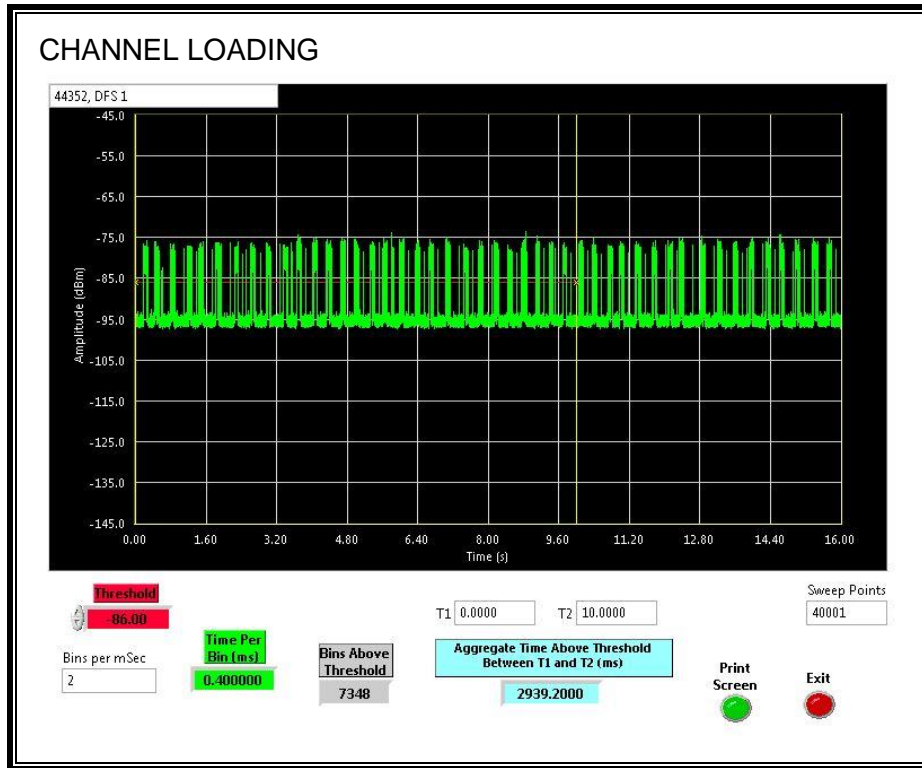 CHANNEL LOADING
44352, DFS 1
Amplitude (dBm)
-45.0
-55.0
-65.0
-75.0
-85.0
-95.0
-105.0
-115.0
-125.0
-135.0
-145.0
0.00 1.60 3.20 4.80 6.40 8.00 9.60 11.20 12.80 14.40 16.00
Time (s)
Threshold
-86.00
Bins per mSec
2
Time Per
Bin (ms)
0.400000
Bins Above
Threshold
7348
T1 0.0000 T2 10.0000
Aggregate Time Above Threshold
Between T1 and T2 (ms)
2939.2000
Sweep Points
40001
Print
Screen
Exit